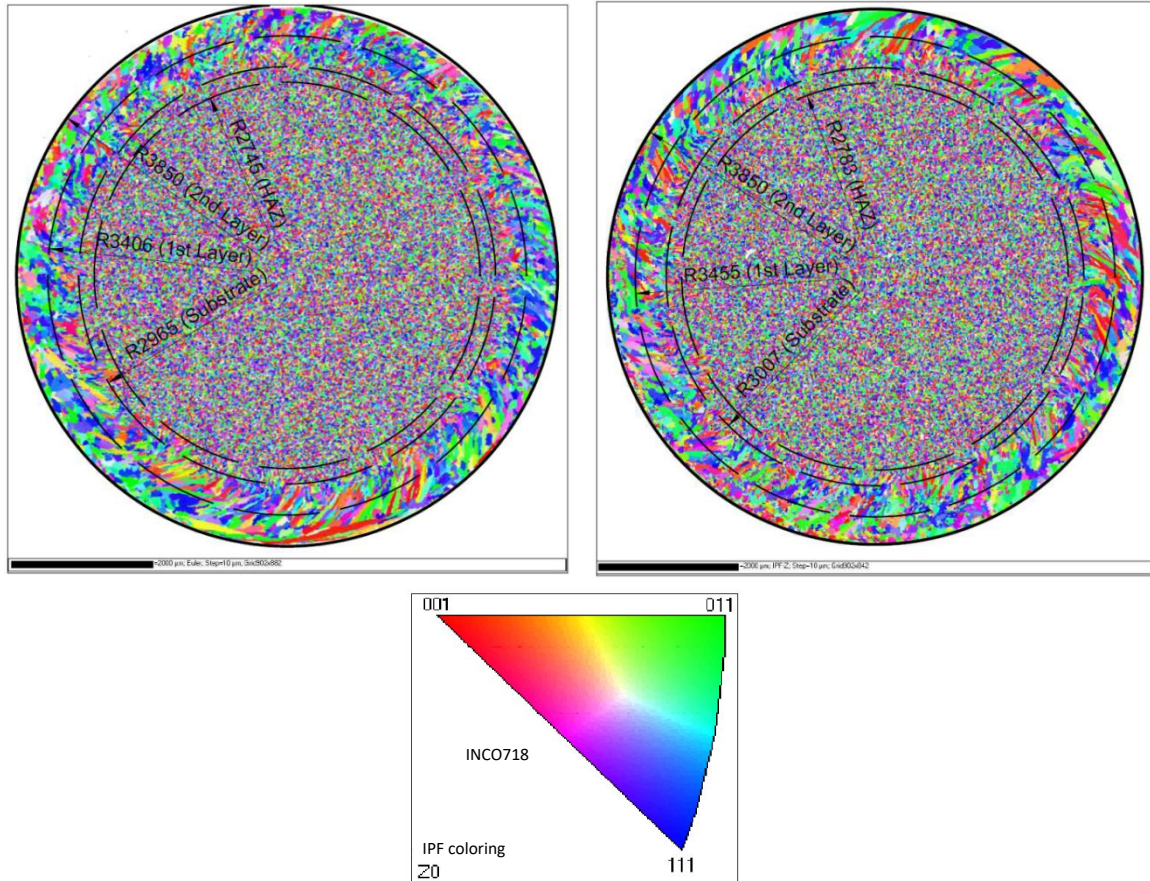 R2746 (HAZ)
R3850 (2nd Layer)
R3406 (1st Layer)
R2965 (Substrate)
=2000 μm; Euler; Step=10 μm; Grid902x882
R2783 (HAZ)
R3850 (2nd Layer)
R3455 (1st Layer)
R3007 (Substrate)
=2000 μm; IPF-Z; Step=10 μm; Grid902x842
001 011
INCO718
IPF coloring
Z0 111